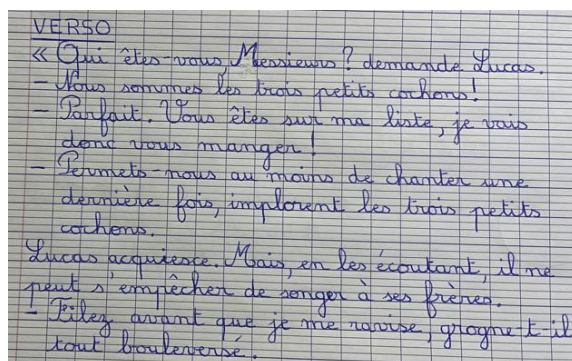 VERSO
« Qui êtes-vous, Messieurs ? demande Lucas.
– Nous sommes les trois petits cochons !
– Parfait. Vous êtes sur ma liste, je vais
donc vous manger !
– Permets-nous au moins de chanter une
dernière fois, implorent les trois petits
cochons.
Lucas acquiesce. Mais, en les écoutant, il ne
peut s'empêcher de songer à ses frères.
– Filez avant que je me ravise, grogne-t-il
tout bouleversé.